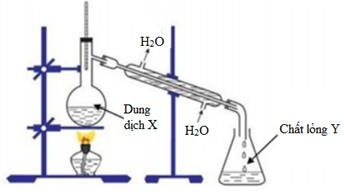 H₂O
Dung
dịch X
H₂O
Chất lỏng Y